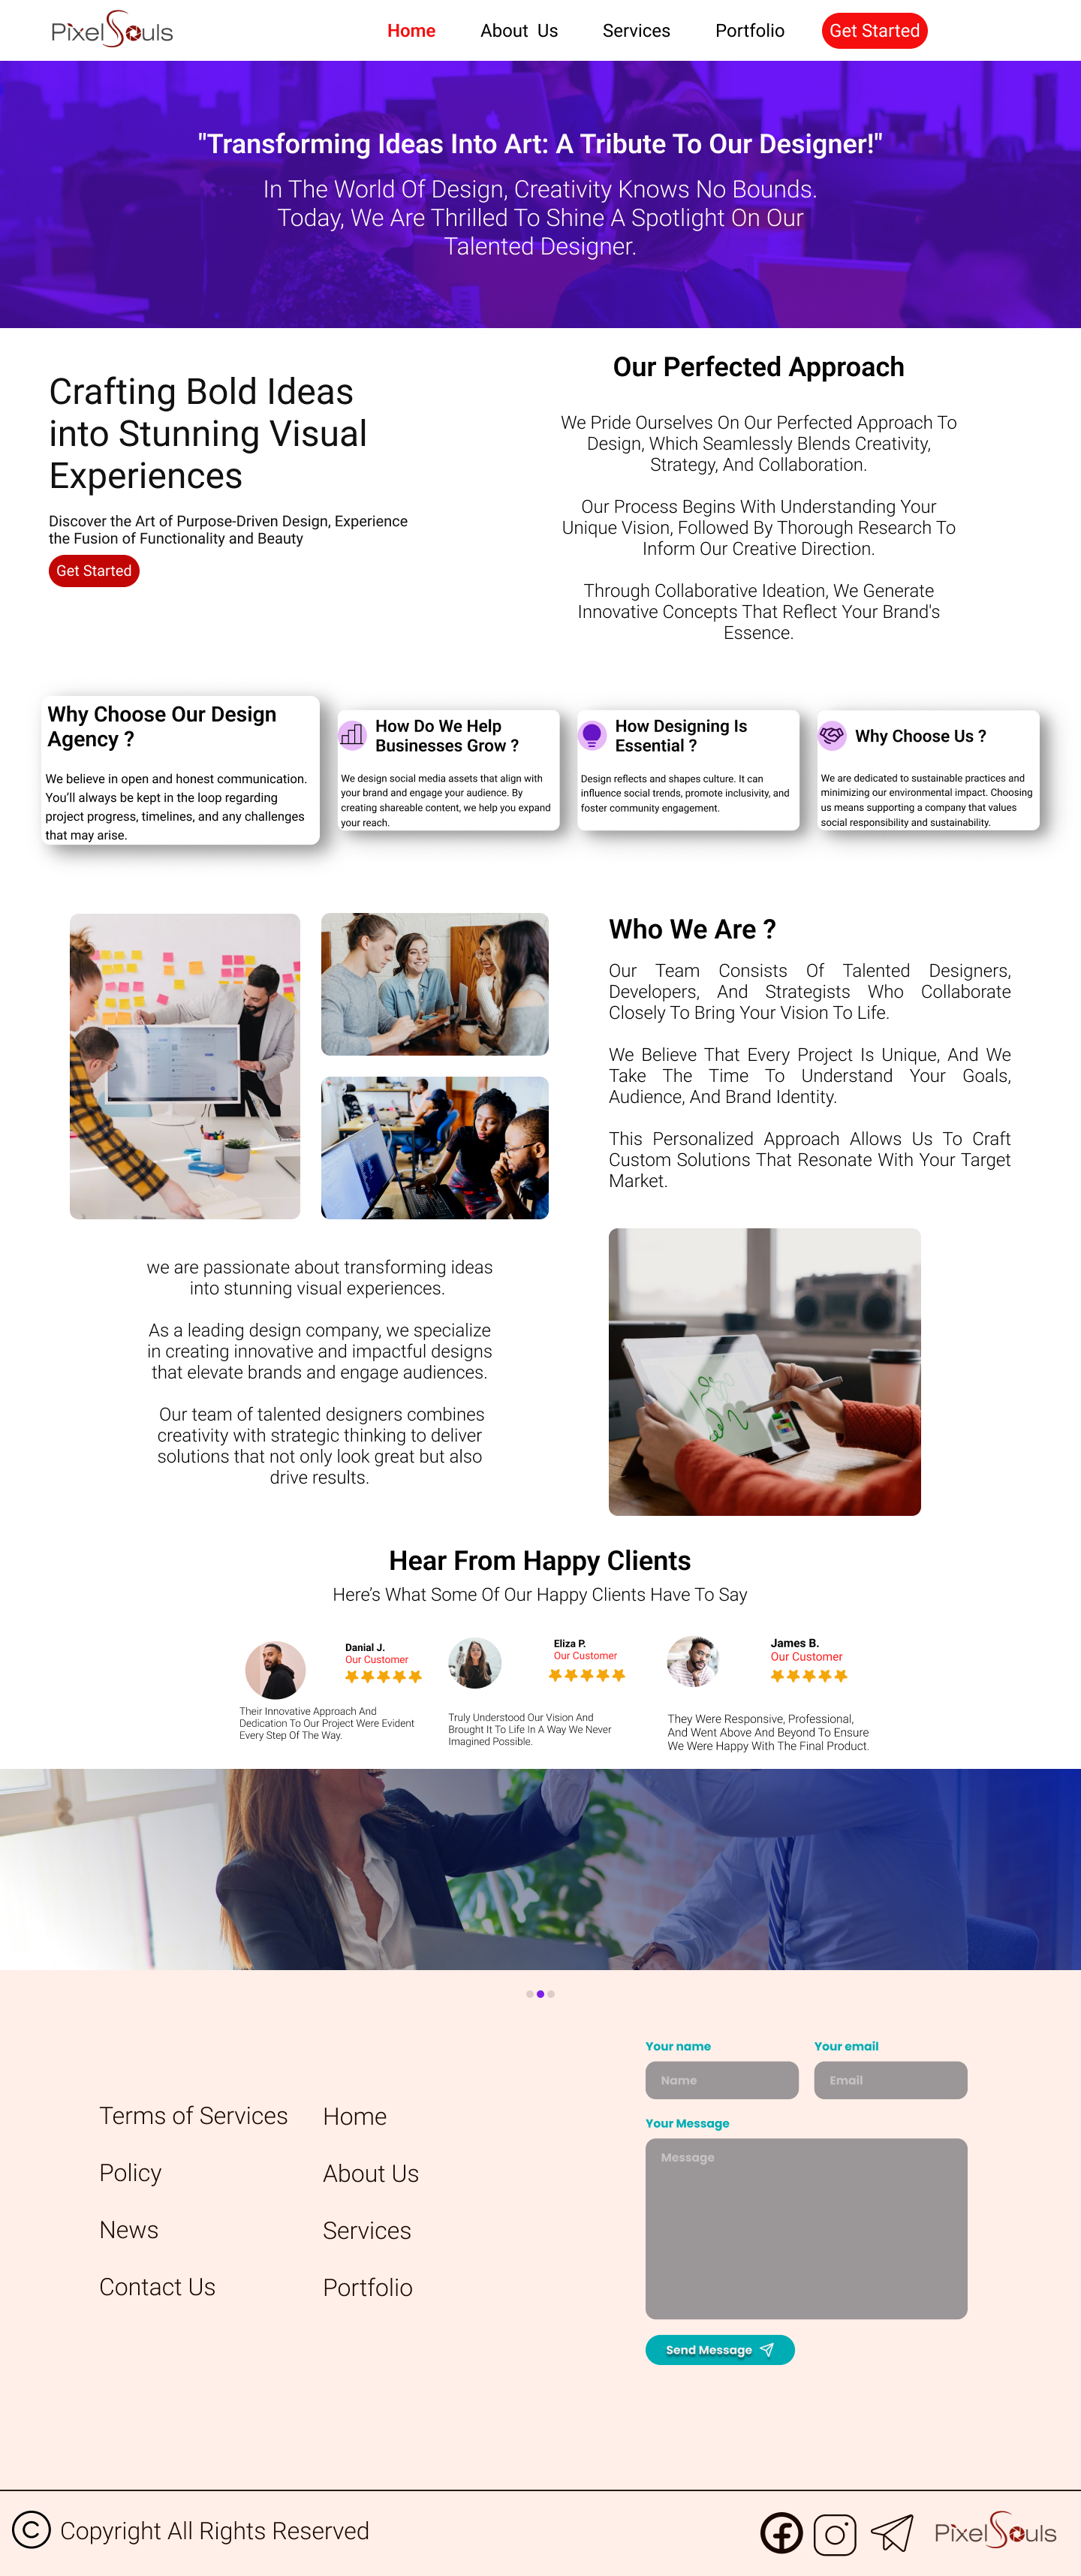 PixelSouls
Home
About Us
Services
Portfolio
Get Started
"Transforming Ideas Into Art: A Tribute To Our Designer!"
In The World Of Design, Creativity Knows No Bounds.
Today, We Are Thrilled To Shine A Spotlight On Our
Talented Designer.
Crafting Bold Ideas
into Stunning Visual
Experiences
Discover the Art of Purpose-Driven Design, Experience
the Fusion of Functionality and Beauty
Get Started
Our Perfected Approach
We Pride Ourselves On Our Perfected Approach To
Design, Which Seamlessly Blends Creativity,
Strategy, And Collaboration.
Our Process Begins With Understanding Your
Unique Vision, Followed By Thorough Research To
Inform Our Creative Direction.
Through Collaborative Ideation, We Generate
Innovative Concepts That Reflect Your Brand's
Essence.
Why Choose Our Design
Agency ?
We believe in open and honest communication.
You'll always be kept in the loop regarding
project progress, timelines, and any challenges
that may arise.
How Do We Help
Businesses Grow ?
We design social media assets that align with
your brand and engage your audience. By
creating shareable content, we help you expand
your reach.
How Designing Is
Essential ?
Design reflects and shapes culture. It can
influence social trends, promote inclusivity, and
foster community engagement.
Why Choose Us ?
We are dedicated to sustainable practices and
minimizing our environmental impact. Choosing
us means supporting a company that values
social responsibility and sustainability.
Who We Are ?
Our Team Consists Of Talented Designers,
Developers, And Strategists Who Collaborate
Closely To Bring Your Vision To Life.
We Believe That Every Project Is Unique, And We
Take The Time To Understand Your Goals,
Audience, And Brand Identity.
This Personalized Approach Allows Us To Craft
Custom Solutions That Resonate With Your Target
Market.
we are passionate about transforming ideas
into stunning visual experiences.
As a leading design company, we specialize
in creating innovative and impactful designs
that elevate brands and engage audiences.
Our team of talented designers combines
creativity with strategic thinking to deliver
solutions that not only look great but also
drive results.
Hear From Happy Clients
Here's What Some Of Our Happy Clients Have To Say
Danial J.
Our Customer
Their Innovative Approach And
Dedication To Our Project Were Evident
Every Step Of The Way.
Eliza P.
Our Customer
Truly Understood Our Vision And
Brought It To Life In A Way We Never
Imagined Possible.
James B.
Our Customer
They Were Responsive, Professional,
And Went Above And Beyond To Ensure
We Were Happy With The Final Product.
Terms of Services
Policy
News
Contact Us
Home
About Us
Services
Portfolio
Your name
Name
Your email
Email
Your Message
Message
Send Message
© Copyright All Rights Reserved
PixelSouls